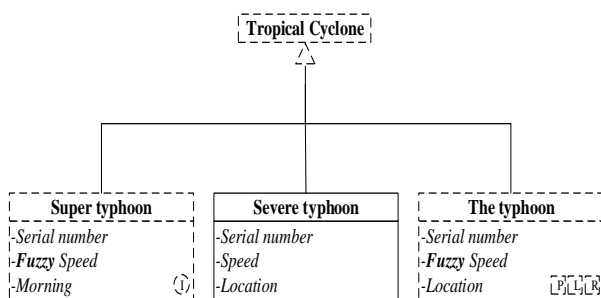 Tropical Cyclone
Super typhoon
-Serial number
-Fuzzy Speed
-Morning
I
Severe typhoon
-Serial number
-Speed
-Location
The typhoon
-Serial number
-Fuzzy Speed
-Location
P L R